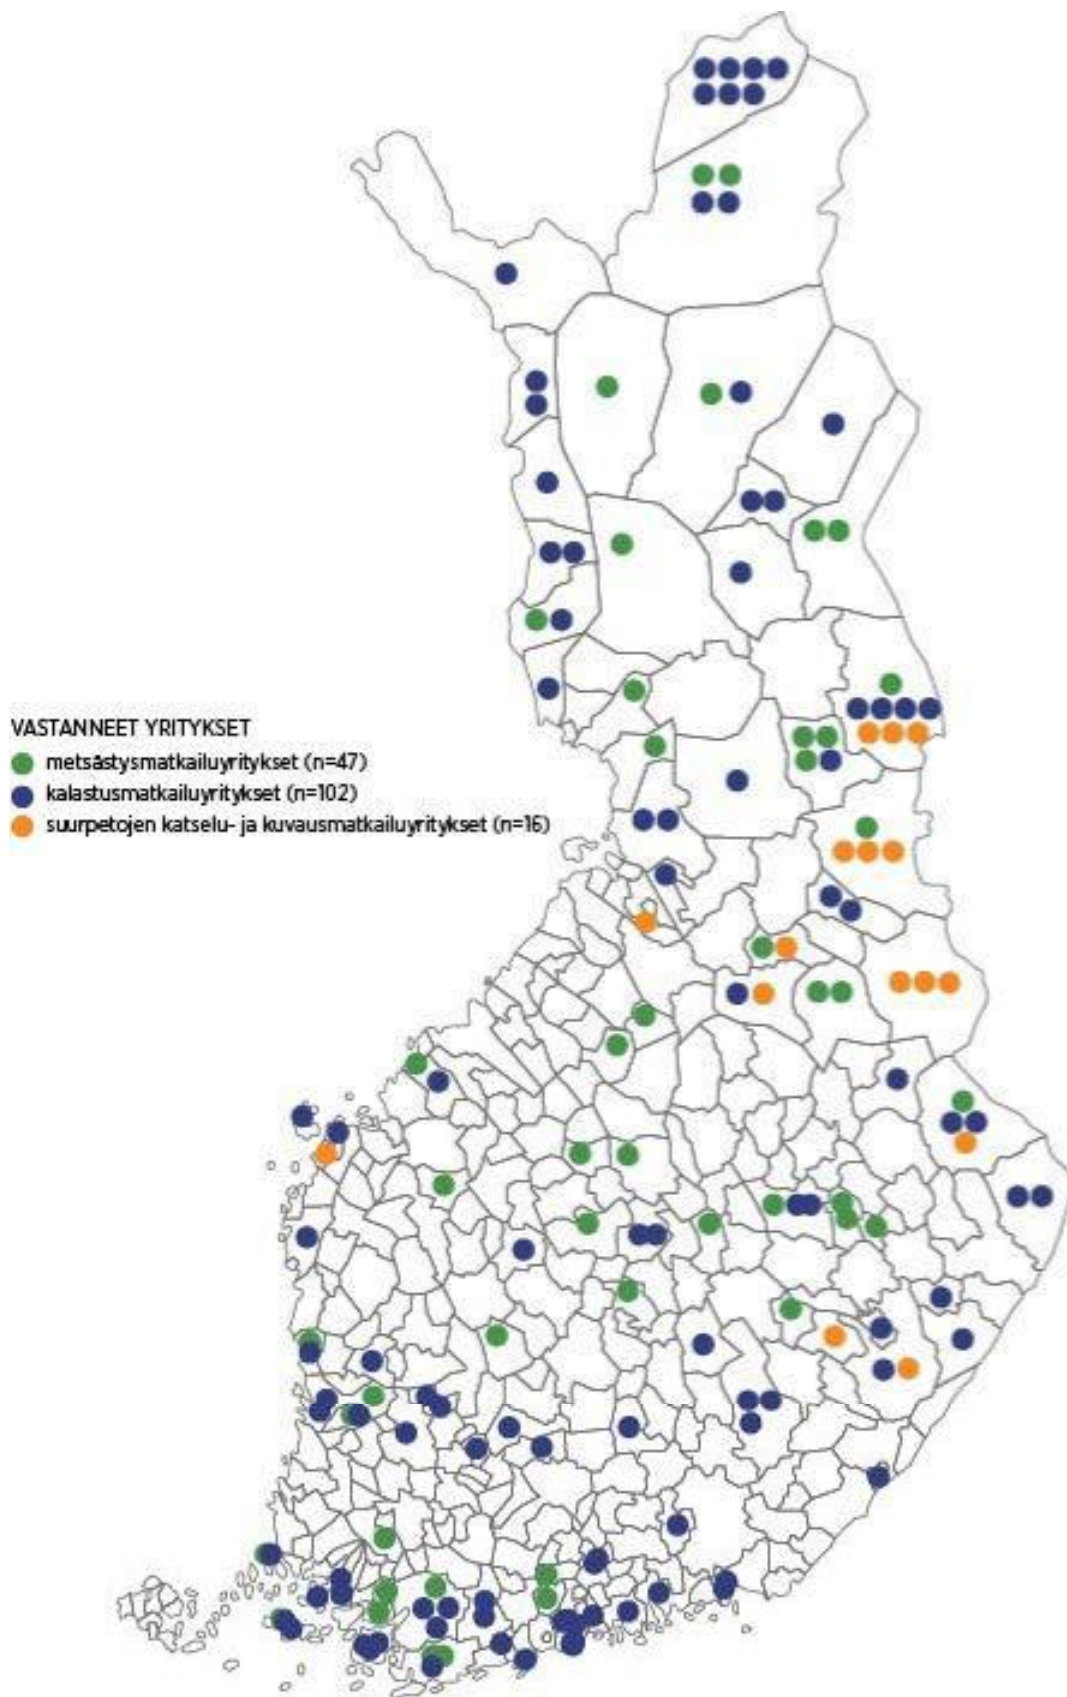 VASTANNEET YRITYKSET
metsästysmatkailuyritykset (n=47)
kalastusmatkailuyritykset (n=102)
suurpetojen katselu- ja kuvausmatkailuyritykset (n=16)